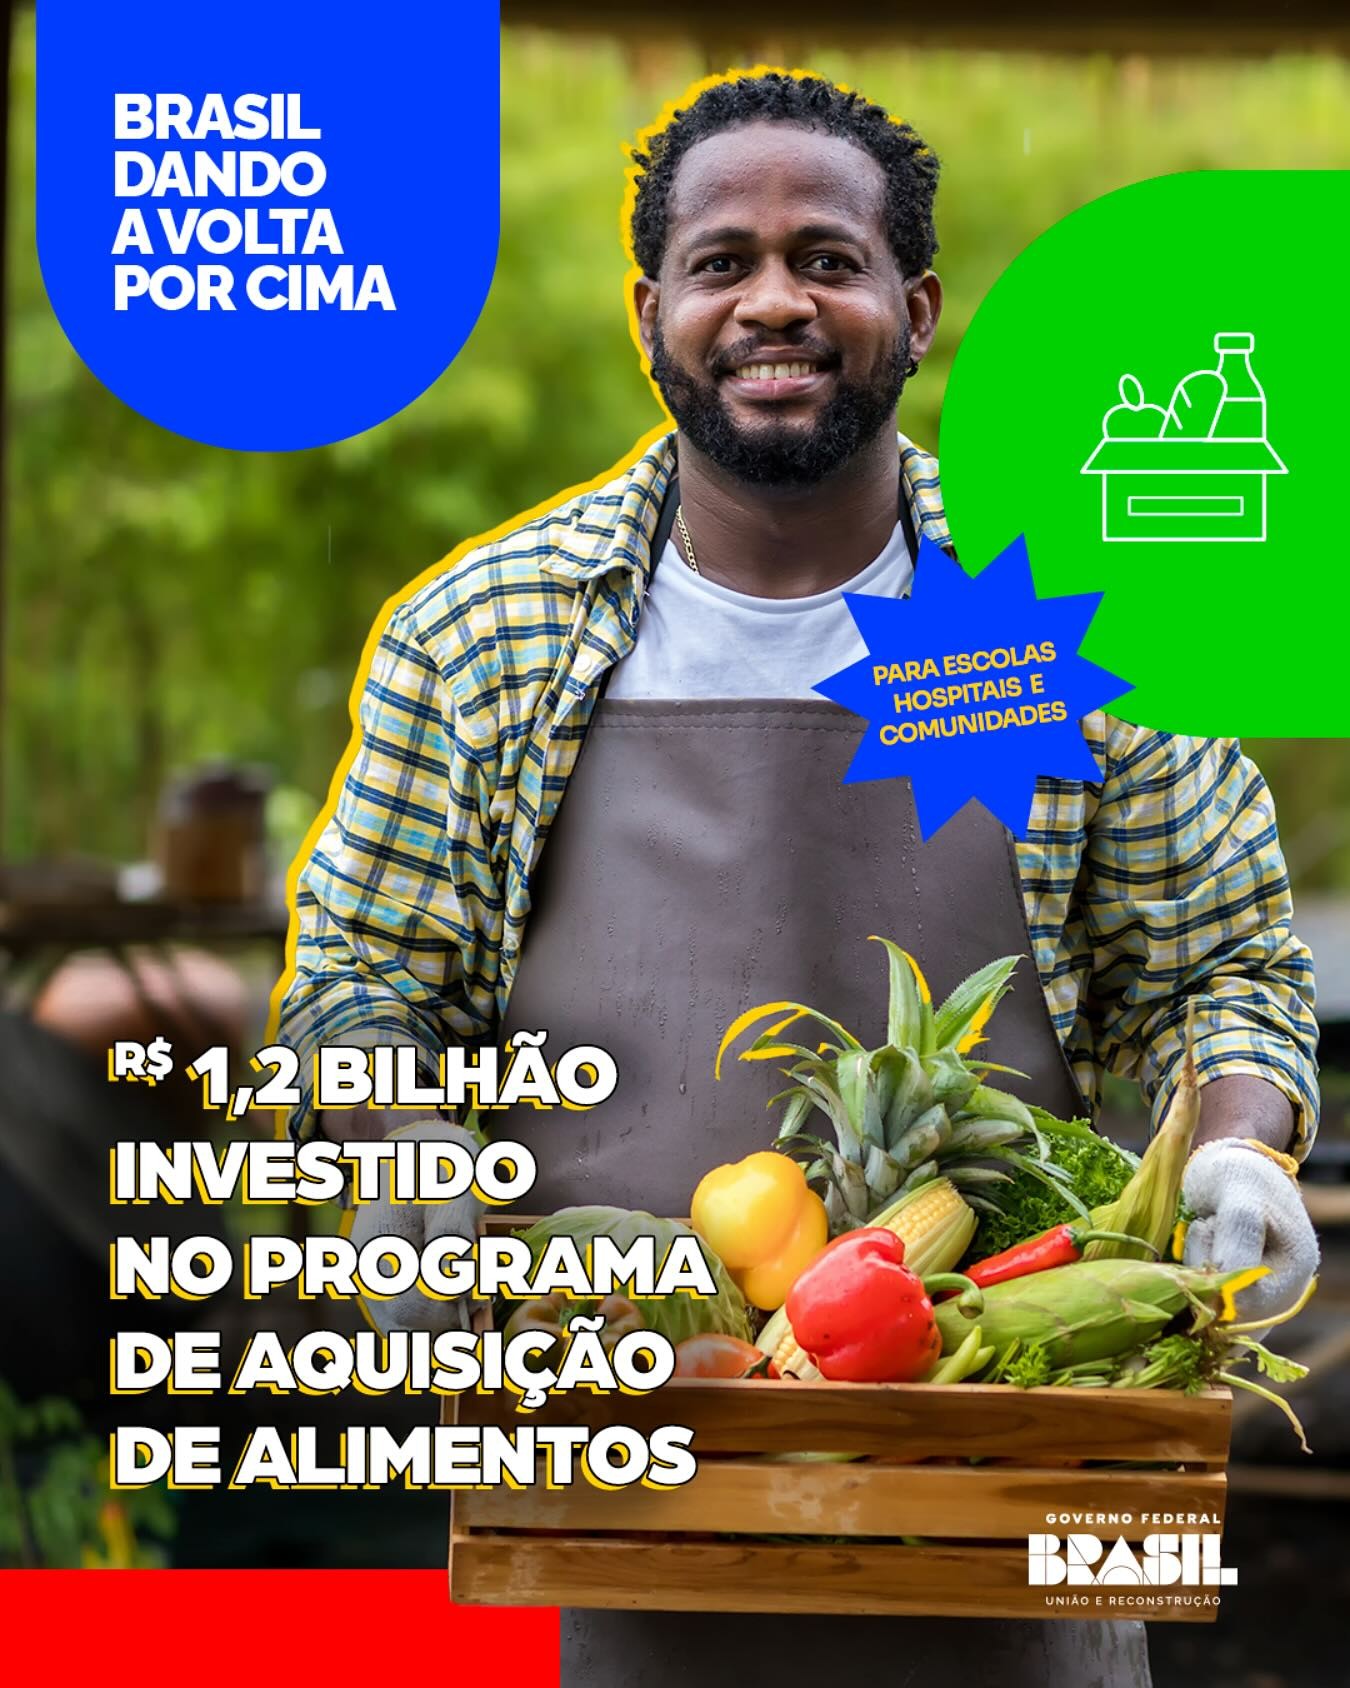 BRASIL
DANDO
A VOLTA
POR CIMA
PARA ESCOLAS
HOSPITAIS E
COMUNIDADES
R$ 1,2 BILHÃO
INVESTIDO
NO PROGRAMA
DE AQUISIÇÃO
DE ALIMENTOS
GOVERNO FEDERAL
BRASIL
UNIÃO E RECONSTRUÇÃO